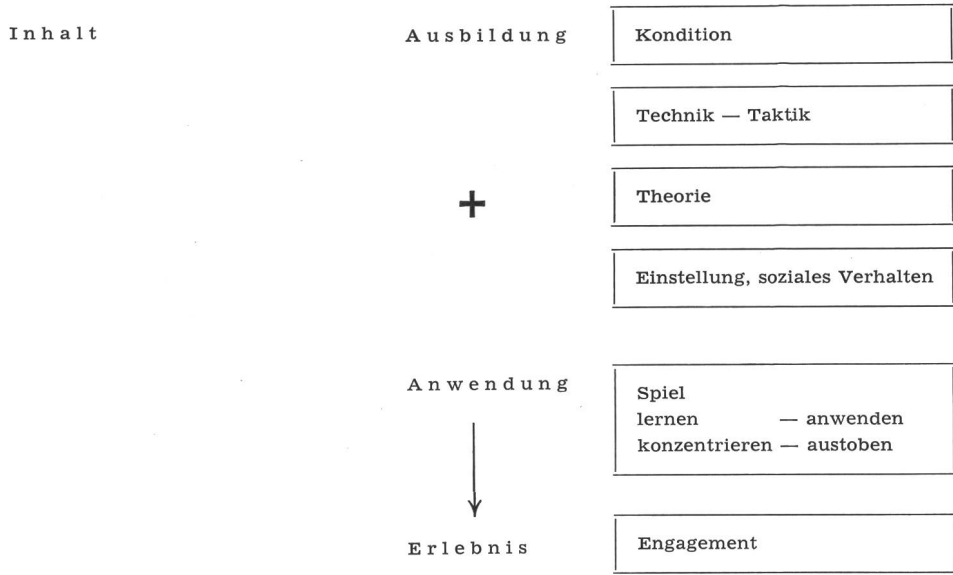 Inhalt
Ausbildung
Kondition
Technik — Taktik
+
Theorie
Einstellung, soziales Verhalten
Anwendung
Spiel
lernen — anwenden
konzentrieren — austoben
Erlebnis
Engagement